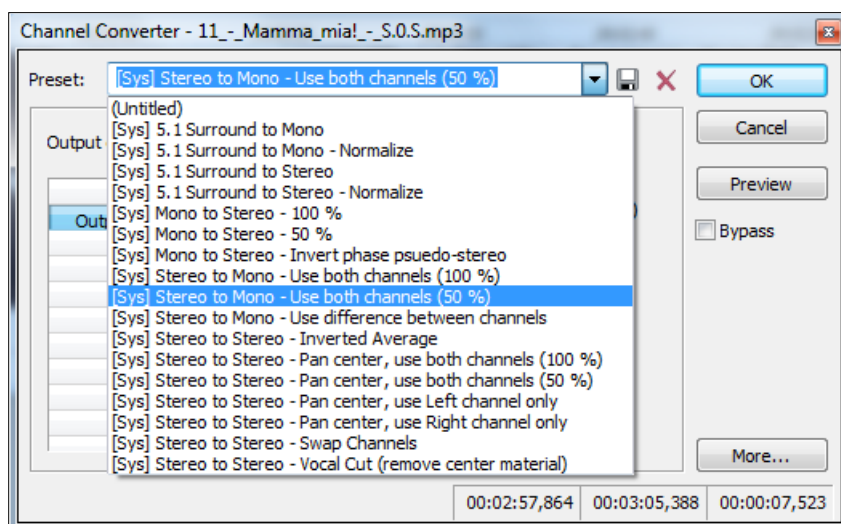 Channel Converter - 11_-_Mamma_mia!_-_S.0.S.mp3
Preset: [Sys] Stereo to Mono - Use both channels (50 %)
OK
(Untitled)
[Sys] 5.1 Surround to Mono
[Sys] 5.1 Surround to Mono - Normalize
[Sys] 5.1 Surround to Stereo
[Sys] 5.1 Surround to Stereo - Normalize
[Sys] Mono to Stereo - 100 %
[Sys] Mono to Stereo - 50 %
[Sys] Mono to Stereo - Invert phase psuedo-stereo
[Sys] Stereo to Mono - Use both channels (100 %)
[Sys] Stereo to Mono - Use both channels (50 %)
[Sys] Stereo to Mono - Use difference between channels
[Sys] Stereo to Stereo - Inverted Average
[Sys] Stereo to Stereo - Pan center, use both channels (100 %)
[Sys] Stereo to Stereo - Pan center, use both channels (50 %)
[Sys] Stereo to Stereo - Pan center, use Left channel only
[Sys] Stereo to Stereo - Pan center, use Right channel only
[Sys] Stereo to Stereo - Swap Channels
[Sys] Stereo to Stereo - Vocal Cut (remove center material)
Output
Outp
Cancel
Preview
Bypass
More...
00:02:57,864 00:03:05,388 00:00:07,523